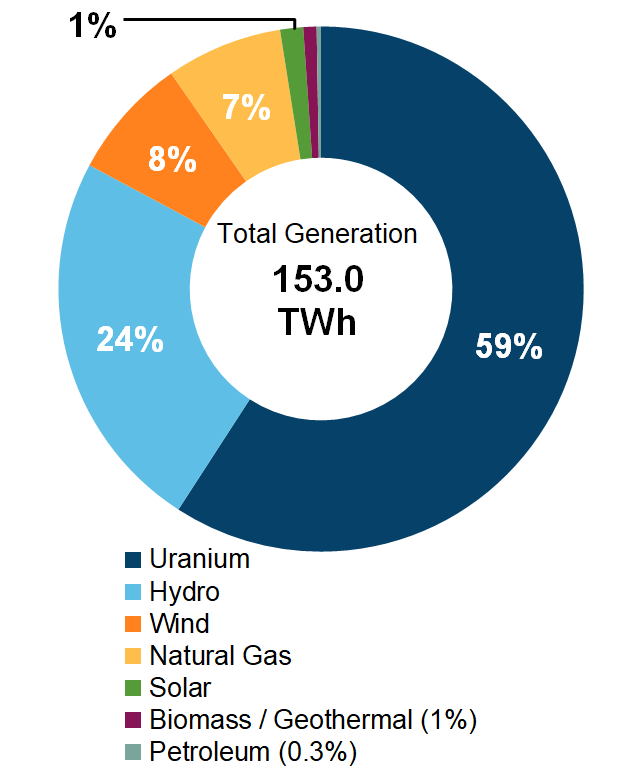 1%
7%
8%
Total Generation
153.0
TWh
24%
59%
Uranium
Hydro
Wind
Natural Gas
Solar
Biomass / Geothermal (1%)
Petroleum (0.3%)